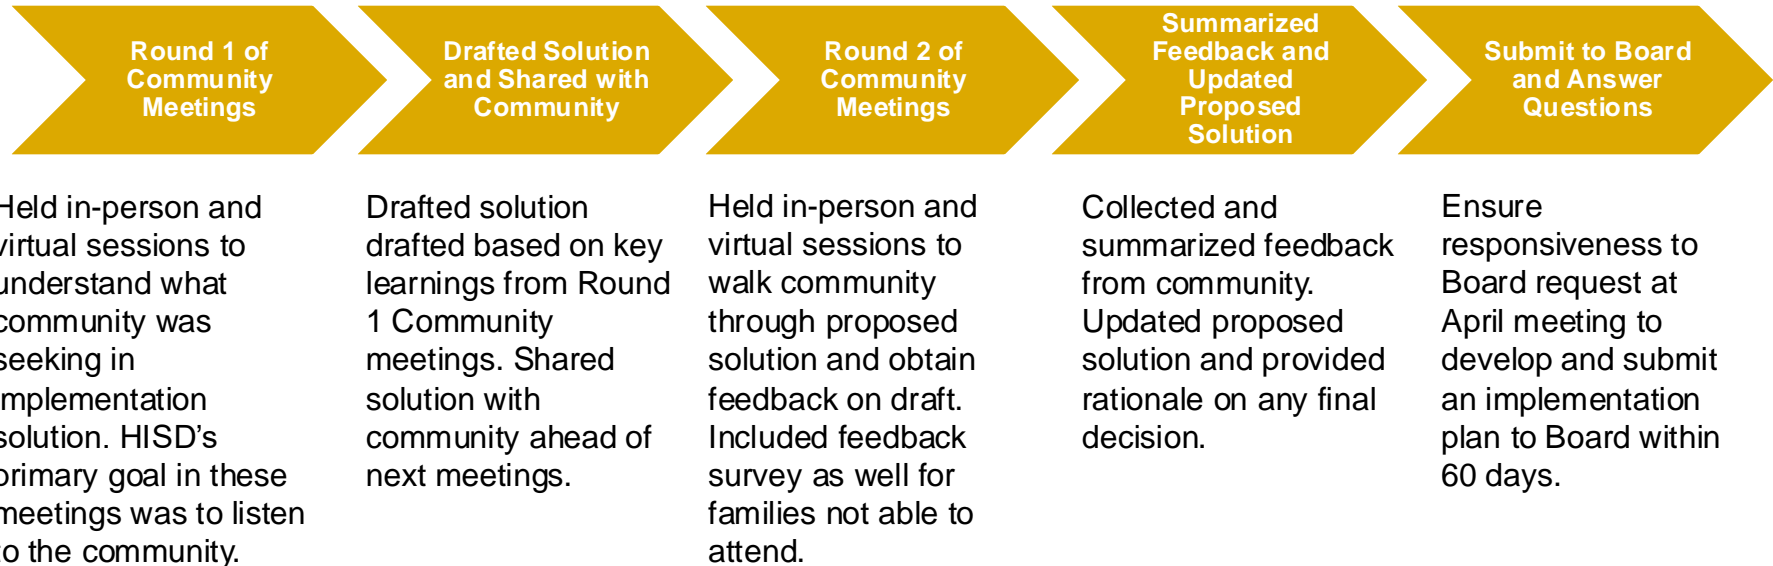 Round 1 of
Community
Meetings
Drafted Solution
and Shared with
Community
Round 2 of
Community
Meetings
Summarized
Feedback and
Updated
Proposed
Solution
Submit to Board
and Answer
Questions
Held in-person and
virtual sessions to
understand what
community was
seeking in
implementation
solution. HISD’s
primary goal in these
meetings was to listen
to the community.
Drafted solution
drafted based on key
learnings from Round
1 Community
meetings. Shared
solution with
community ahead of
next meetings.
Held in-person and
virtual sessions to
walk community
through proposed
solution and obtain
feedback on draft.
Included feedback
survey as well for
families not able to
attend.
Collected and
summarized feedback
from community.
Updated proposed
solution and provided
rationale on any final
decision.
Ensure
responsiveness to
Board request at
April meeting to
develop and submit
an implementation
plan to Board within
60 days.